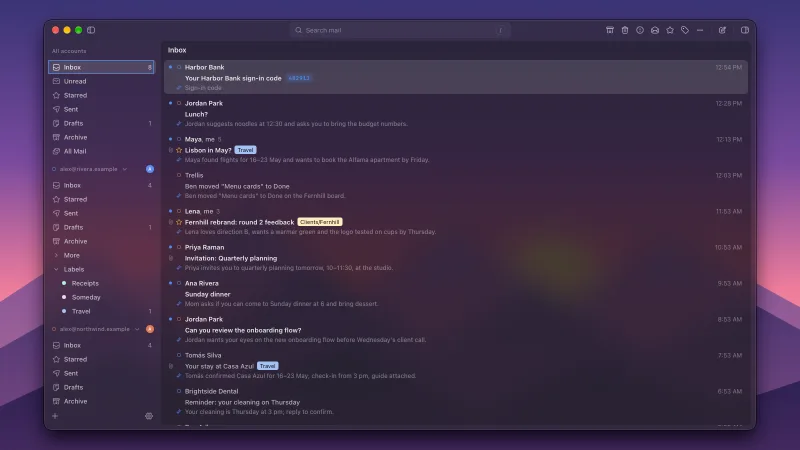 Search mail
All accounts
Inbox 8
Unread
Starred
Sent
Drafts 1
Archive
All Mail
alex@rivera.example
Inbox 4
Starred
Sent
Drafts 1
Archive
More
Labels
Receipts
Someday
Travel 1
alex@northwind.example
Inbox 4
Starred
Sent
Drafts
Archive
Inbox
Harbor Bank 12:54 PM
Your Harbor Bank sign-in code
Sign-in code
Jordan Park 12:28 PM
Lunch?
Jordan suggests noodles at 12:30 and asks you to bring the budget numbers.
Maya, me 5 12:13 PM
Lisbon in May? Travel
Maya found flights for 16–23 May and wants to book the Alfama apartment by Friday.
Trellis 12:03 PM
Ben moved "Menu cards" to Done
Ben moved "Menu cards" to Done on the Fernhill board.
Lena, me 3 11:53 AM
Fernhill rebrand: round 2 feedback Clients/Fernhill
Lena loves direction B, wants a warmer green and the logo tested on cups by Thursday.
Priya Raman 10:53 AM
Invitation: Quarterly planning
Priya invites you to quarterly planning tomorrow, 10–11:30, at the studio.
Ana Rivera 9:53 AM
Sunday dinner
Mom asks if you can come to Sunday dinner at 6 and bring dessert.
Jordan Park 8:53 AM
Can you review the onboarding flow?
Jordan wants your eyes on the new onboarding flow before Wednesday's client call.
Tomás Silva 7:53 AM
Your stay at Casa Azul Travel
Tomás confirmed Casa Azul for 16–23 May, check-in from 3 pm, guide attached.
Brightside Dental 6:53 AM
Reminder: your cleaning on Thursday
Your cleaning is Thursday at 3 pm; reply to confirm.